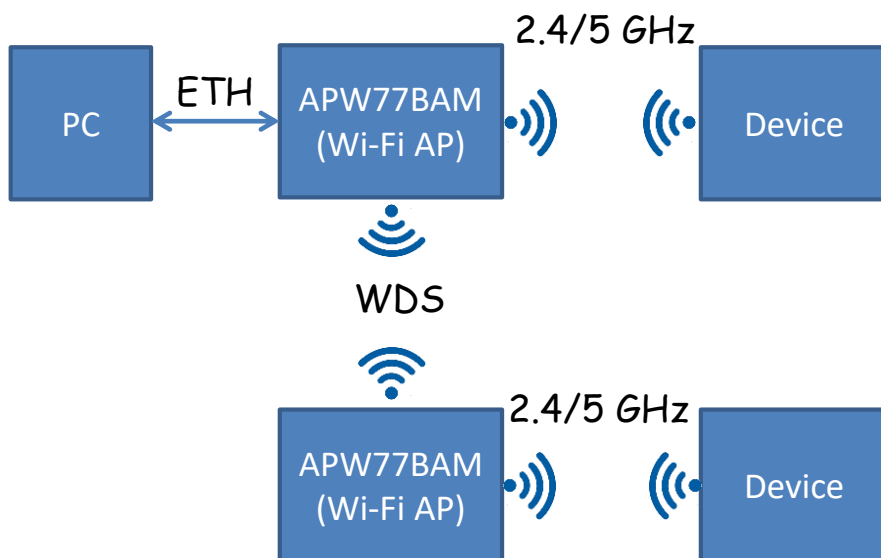 2.4/5 GHz
PC
ETH
APW77BAM
(Wi-Fi AP)
Device
WDS
2.4/5 GHz
APW77BAM
(Wi-Fi AP)
Device